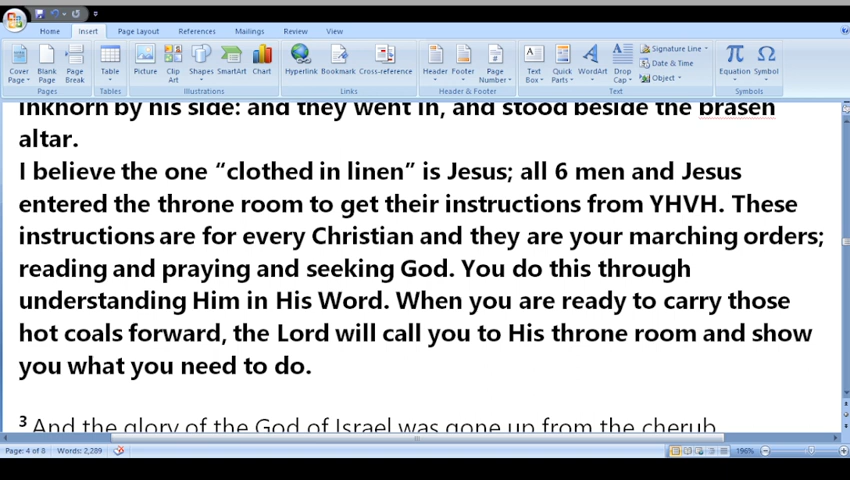 Home Insert Page Layout References Mailings Review View
Cover Page Blank Page Page Break Table Picture Clip Art Shapes SmartArt Chart Hyperlink Bookmark Cross-reference Header Footer Page Number Text Box Quick Parts WordArt Drop Cap Signature Line Date & Time Object Equation Symbol
Pages Tables Illustrations Links Header & Footer Text Symbols
inkhorn by his side: and they went in, and stood beside the brasen
altar.
I believe the one “clothed in linen” is Jesus; all 6 men and Jesus
entered the throne room to get their instructions from YHVH. These
instructions are for every Christian and they are your marching orders;
reading and praying and seeking God. You do this through
understanding Him in His Word. When you are ready to carry those
hot coals forward, the Lord will call you to His throne room and show
you what you need to do.
3 And the glory of the God of Israel was gone up from the cherub,
Page: 4 of 8 Words: 2,289 196%